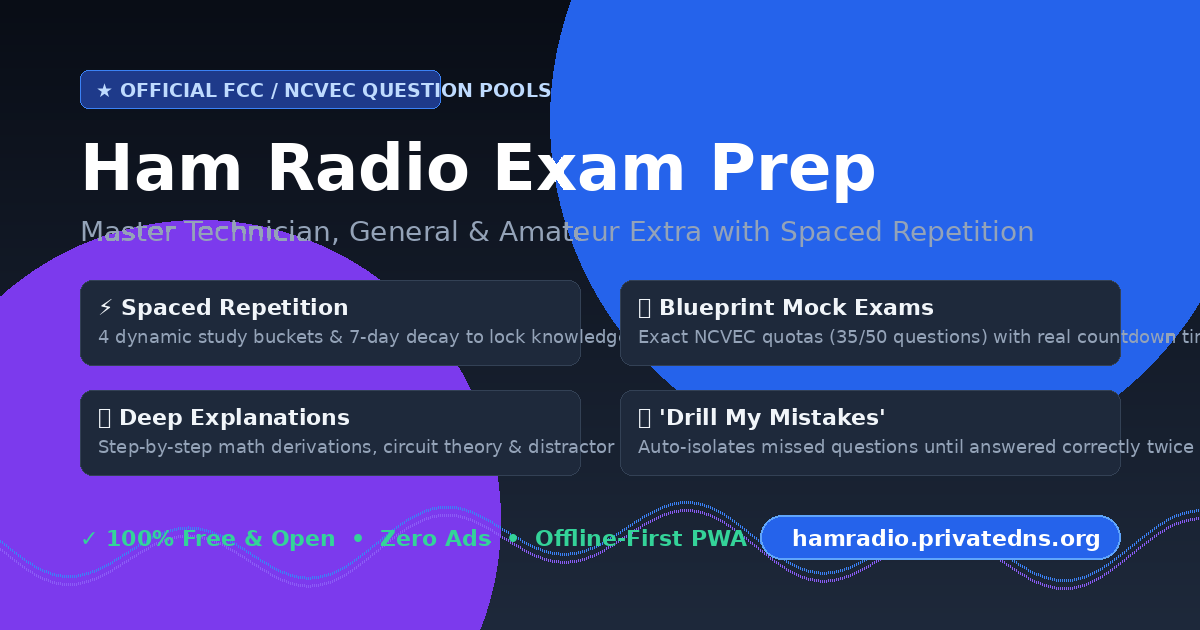 ★ OFFICIAL FCC / NCVEC QUESTION POOLS
Ham Radio Exam Prep
Master Technician, General & Amateur Extra with Spaced Repetition
⚡ Spaced Repetition
4 dynamic study buckets & 7-day decay to lock knowledge
Blueprint Mock Exams
Exact NCVEC quotas (35/50 questions) with real countdown
Deep Explanations
Step-by-step math derivations, circuit theory & distractor
'Drill My Mistakes'
Auto-isolates missed questions until answered correctly twice
✓ 100% Free & Open • Zero Ads • Offline-First PWA
hamradio.privatedns.org